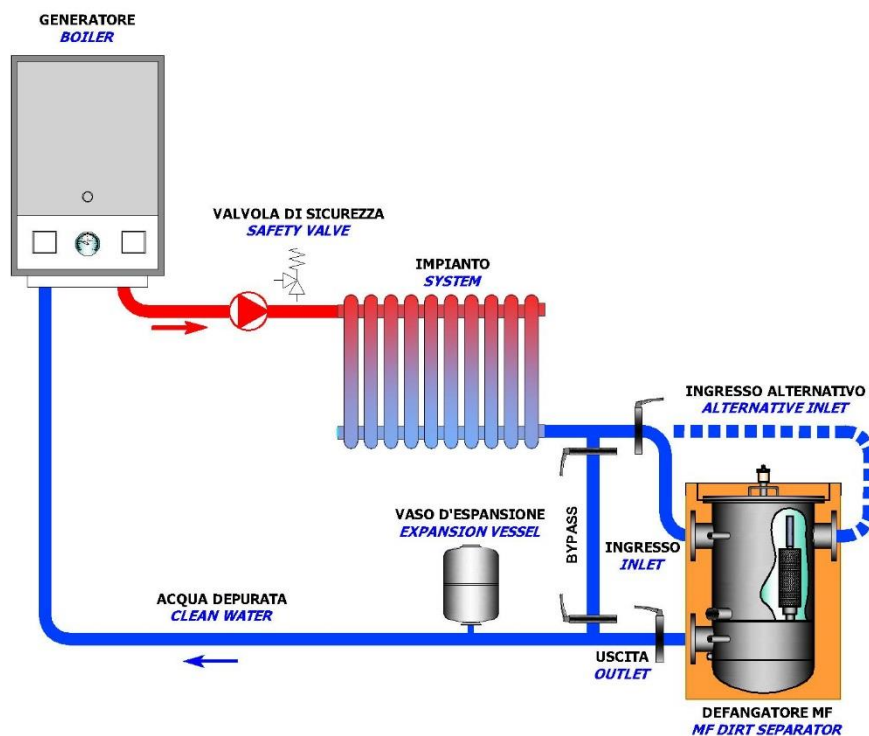 GENERATORE
BOILER
VALVOLA DI SICUREZZA
SAFETY VALVE
IMPIANTO
SYSTEM
INGRESSO ALTERNATIVO
ALTERNATIVE INLET
VASO D'ESPANSIONE
EXPANSION VESSEL
BYPASS
INGRESSO
INLET
ACQUA DEPURATA
CLEAN WATER
USCITA
OUTLET
DEFANGATORE MF
MF DIRT SEPARATOR